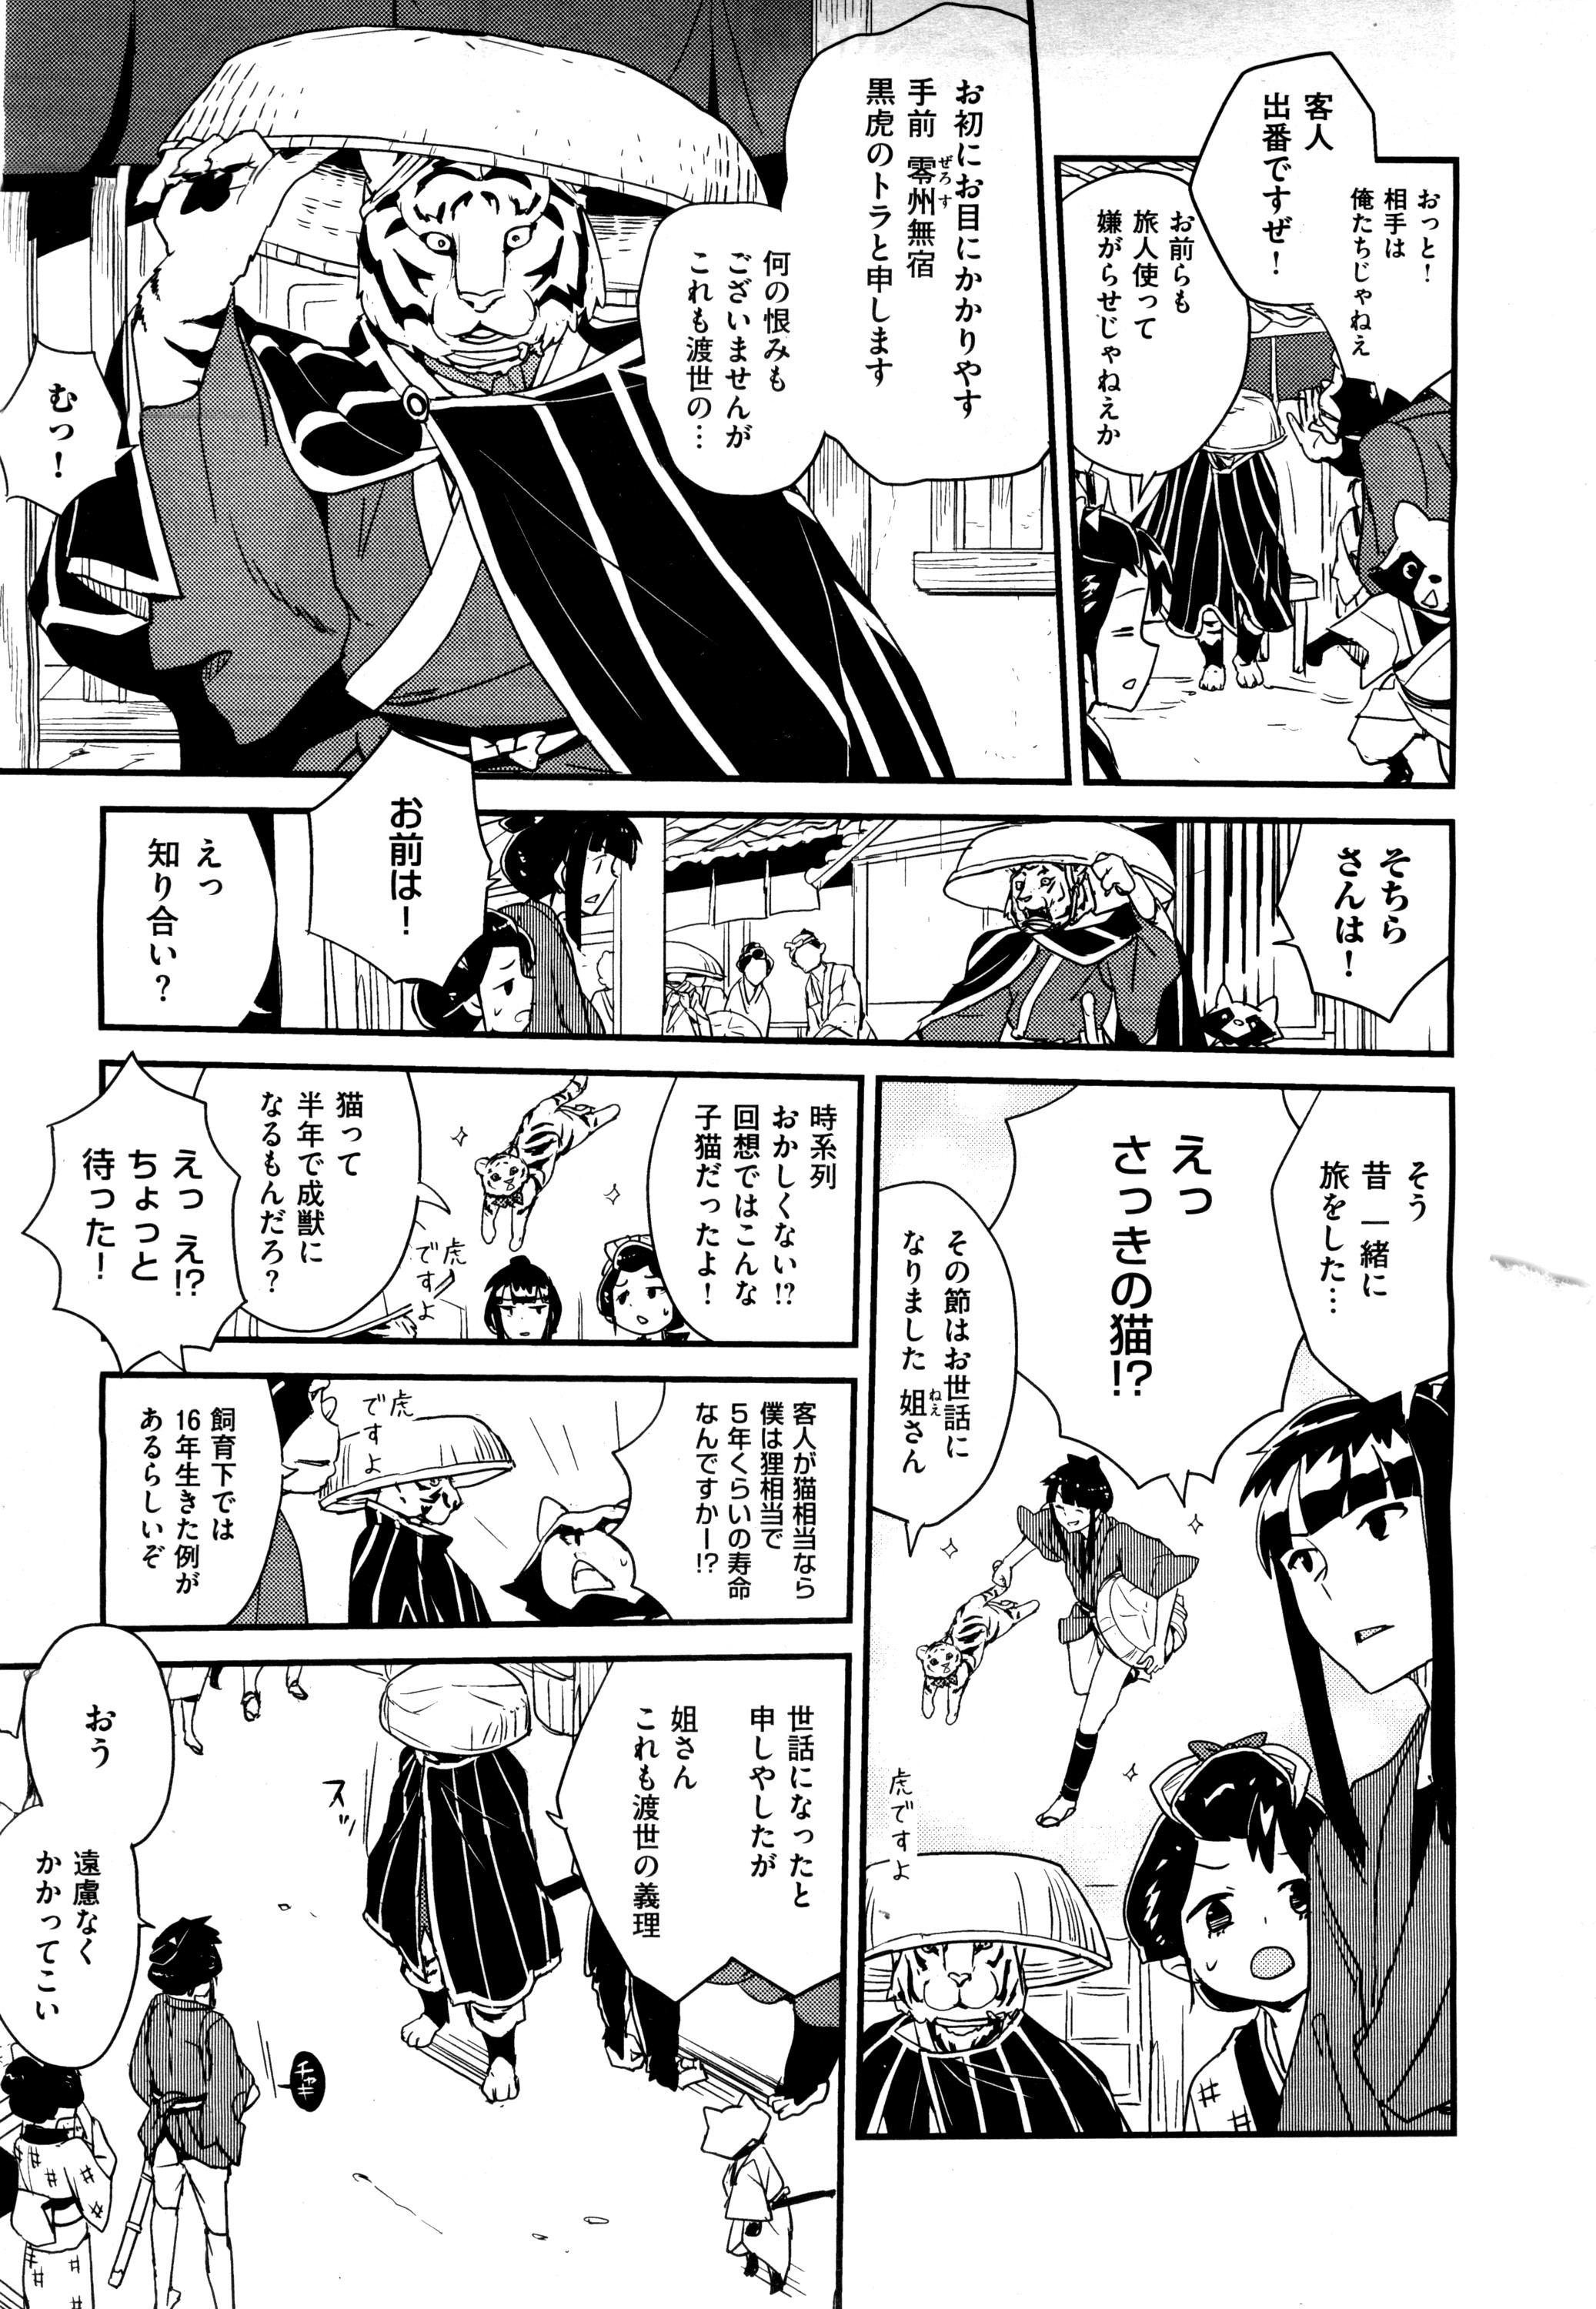 おっと！
相手は
俺たちじゃねえ
客人
出番ですぜ！
お前らも
旅人使って
嫌がらせじゃねえか
お初にお目にかかりやす
手前 零州無宿
ぜろす
黒虎のトラと申します
何の恨みも
ございませんが
これも渡世の…
むっ！
そちら
さんは！
お前は！
えっ
知り合い？
そう
昔 一緒に
旅をした…
えっ
さっきの猫!?
その節はお世話に
なりました 姐さん
ねえ
虎ですよ
時系列
おかしくない!?
回想ではこんな
子猫だったよ！
虎
ですよ
猫って
半年で成獣に
なるもんだろ？
えっ え!?
ちょっと
待った！
客人が猫相当なら
僕は狸相当で
5年くらいの寿命
なんですかー!?
虎
ですよ
飼育下では
16年生きた例が
あるらしいぞ
世話になったと
申しやしたが
姐さん
これも渡世の義理
スッ
おう
遠慮なく
かかってこい
チャキ